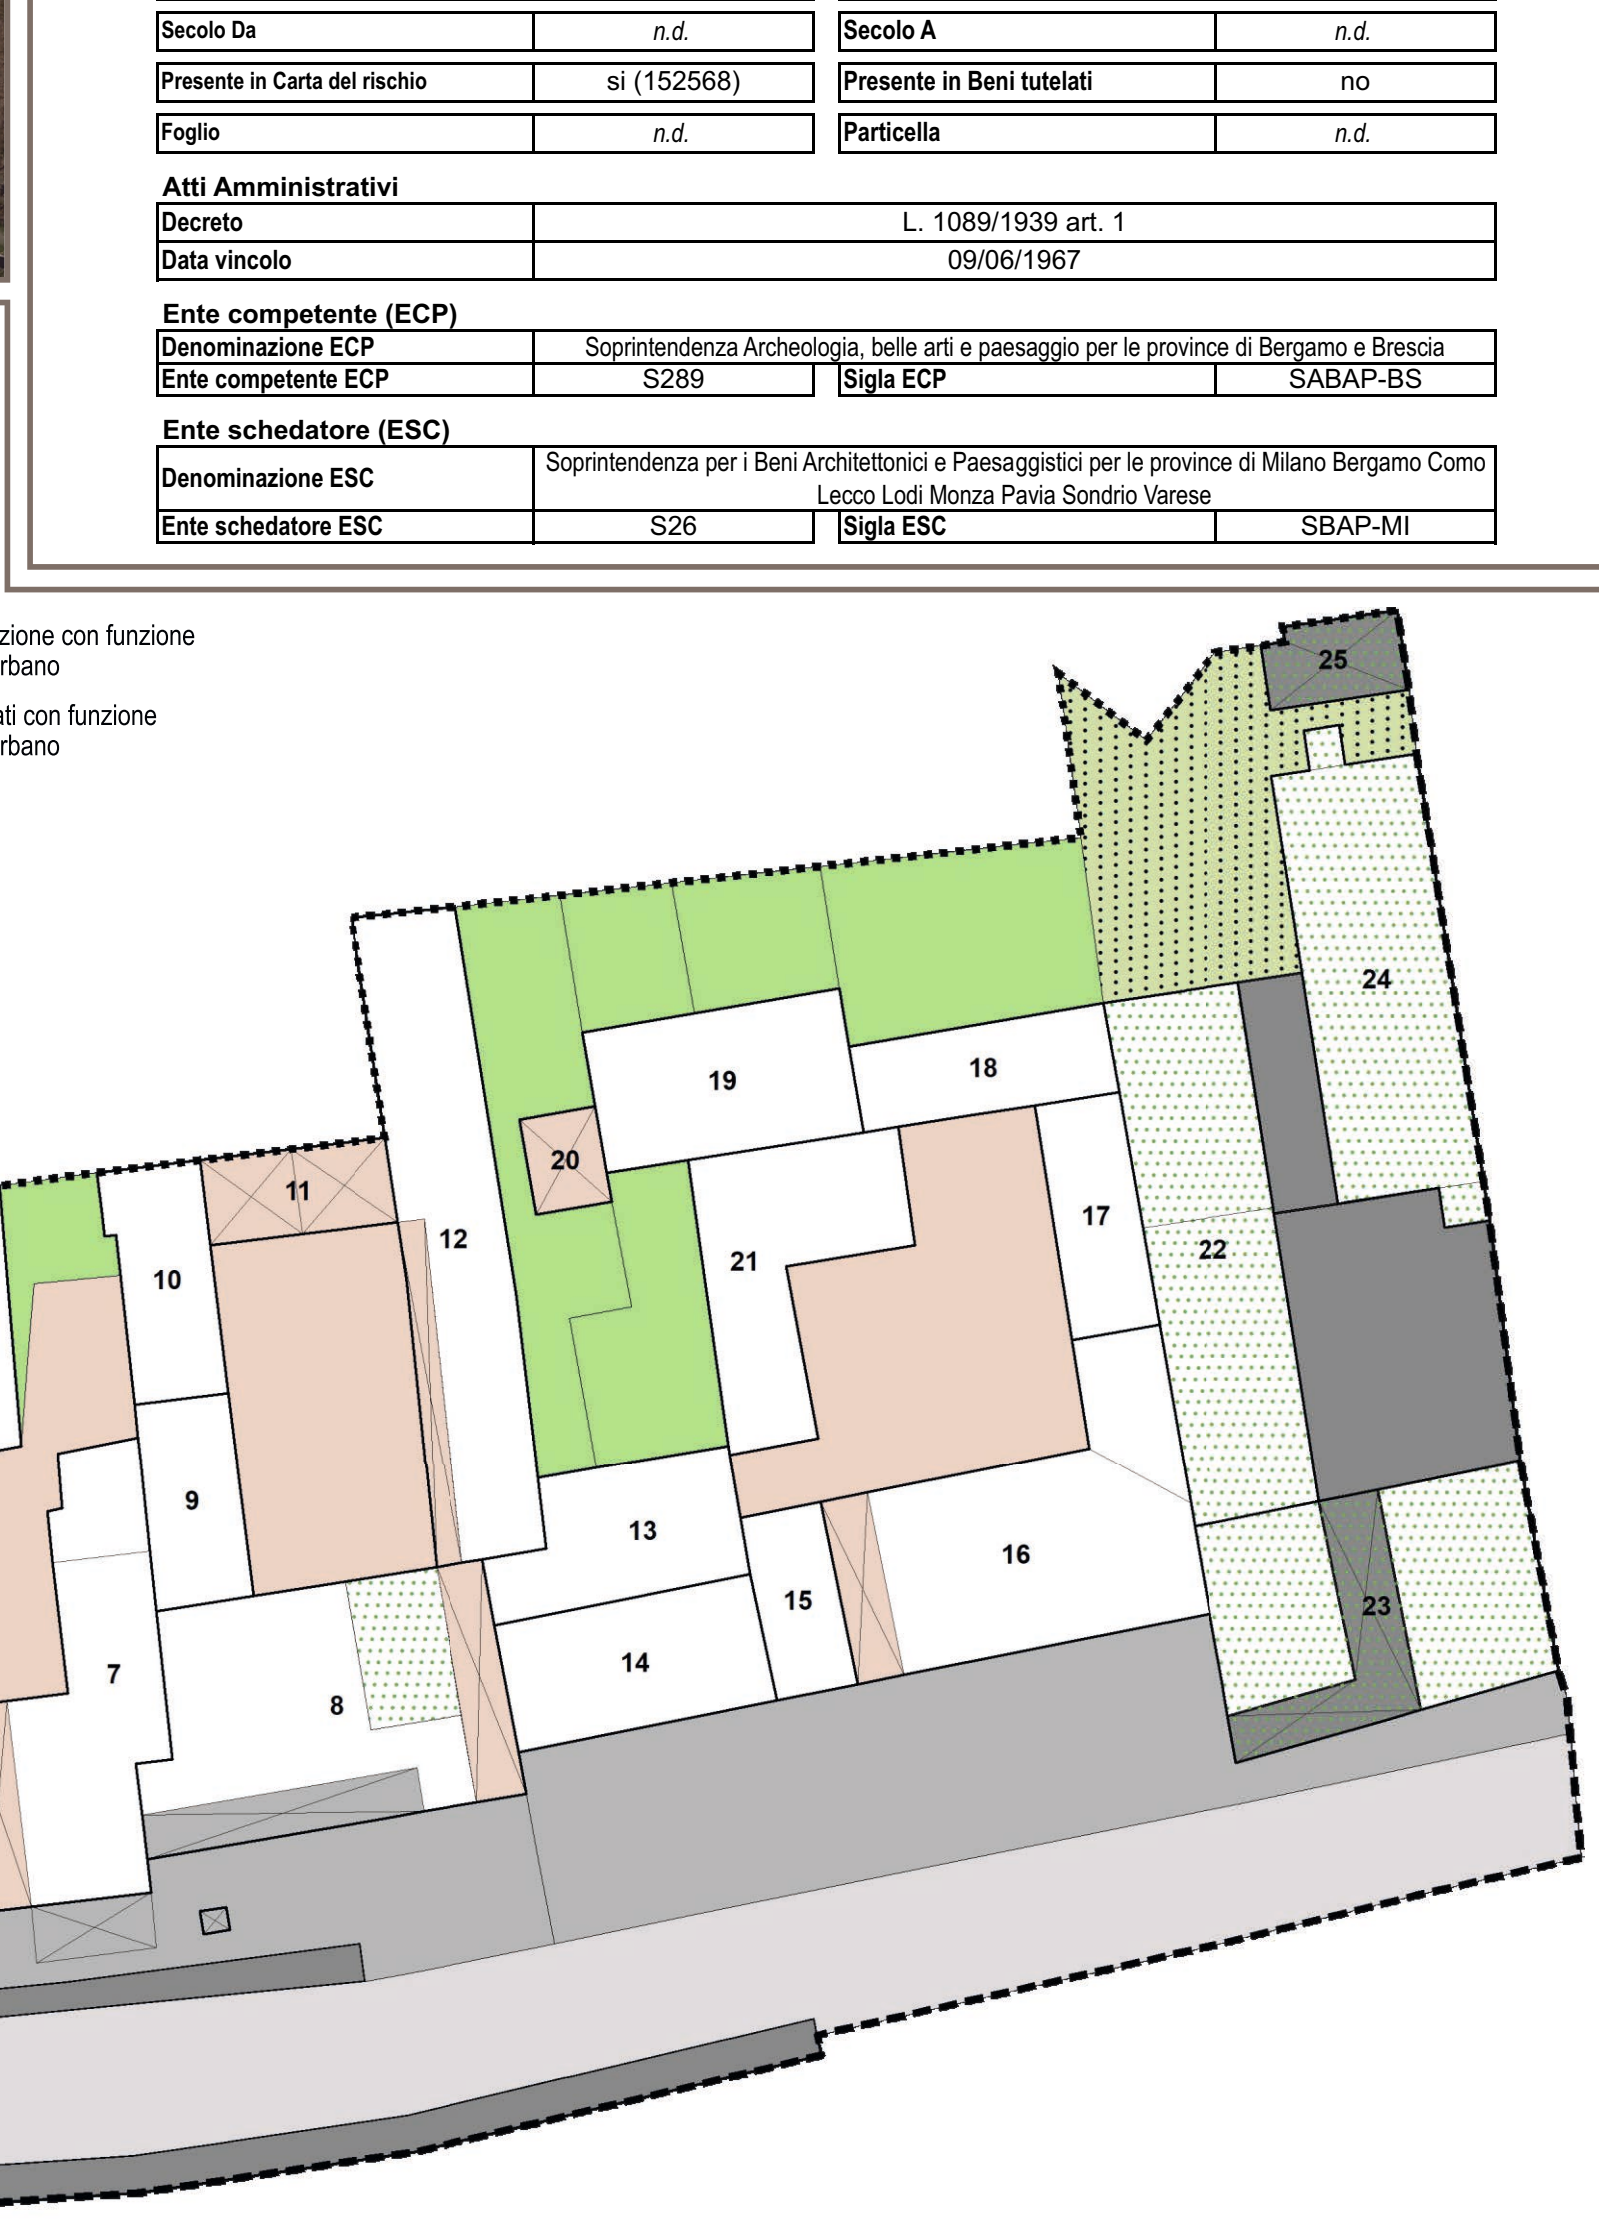 Secolo Da n.d. Secolo A n.d.
Presente in Carta del rischio si (152568) Presente in Beni tutelati no
Foglio n.d. Particella n.d.
Atti Amministrativi
Decreto L. 1089/1939 art. 1
Data vincolo 09/06/1967
Ente competente (ECP)
Denominazione ECP Soprintendenza Archeologia, belle arti e paesaggio per le province di Bergamo e Brescia
Ente competente ECP S289 Sigla ECP SABAP-BS
Ente schedatore (ESC)
Denominazione ESC Soprintendenza per i Beni Architettonici e Paesaggistici per le province di Milano Bergamo Como
Lecco Lodi Monza Pavia Sondrio Varese
Ente schedatore ESC S26 Sigla ESC SBAP-MI
zione con funzione
rbano
ati con funzione
rbano
25
24
19
18
20
11
12
17
10
21
22
9
13
16
15
23
14
7
8